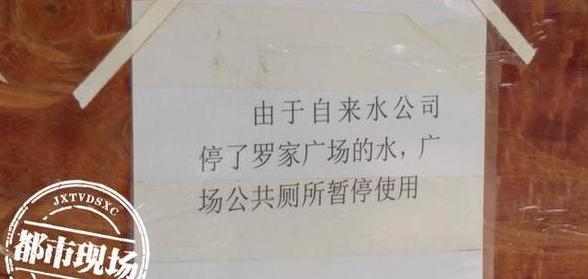 由于自来水公司
停了罗家广场的水，广
场公共厕所暂停使用
JXTVDSXC
都市现场